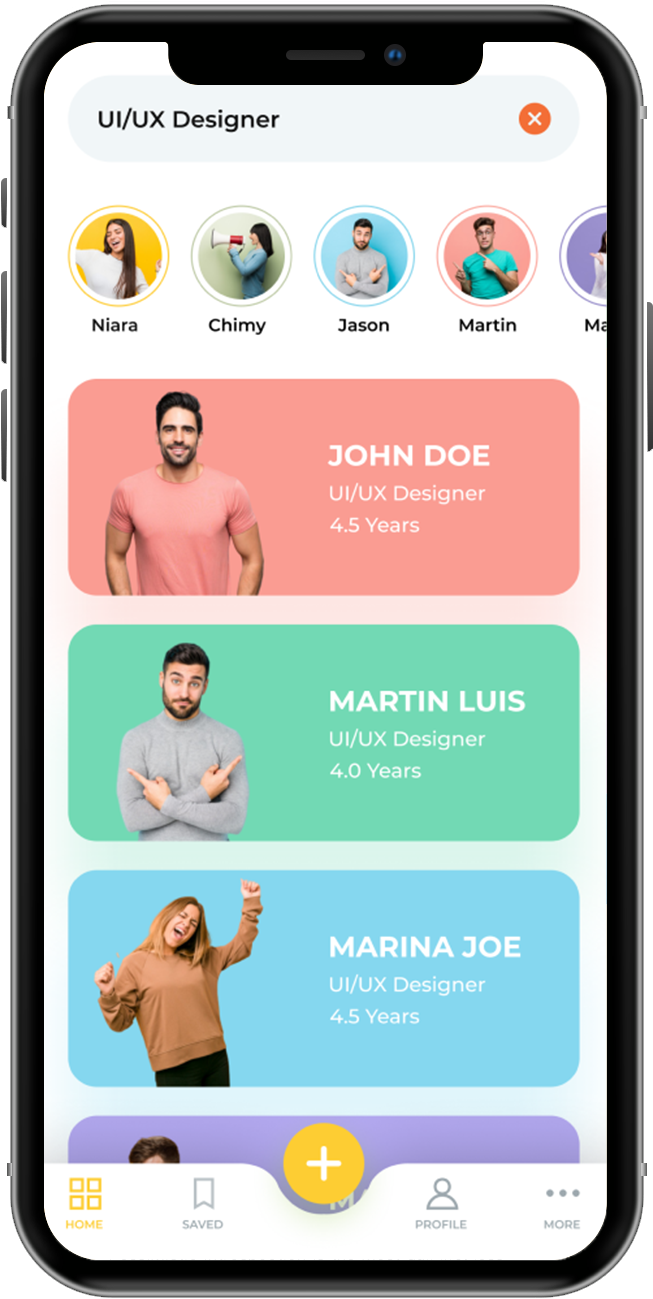 UI/UX Designer
Niara
Chimy
Jason
Martin
Ma
JOHN DOE
UI/UX Designer
4.5 Years
MARTIN LUIS
UI/UX Designer
4.0 Years
MARINA JOE
UI/UX Designer
4.5 Years
HOME
SAVED
PROFILE
MORE